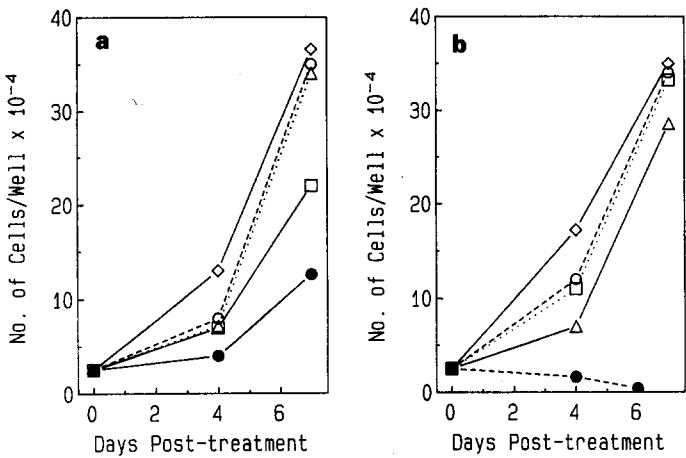 a
b
No. of Cells/Well x 10⁻⁴
40
30
20
10
0
0 2 4 6
Days Post-treatment
No. of Cells/Well x 10⁻⁴
40
30
20
10
0
0 2 4 6
Days Post-treatment